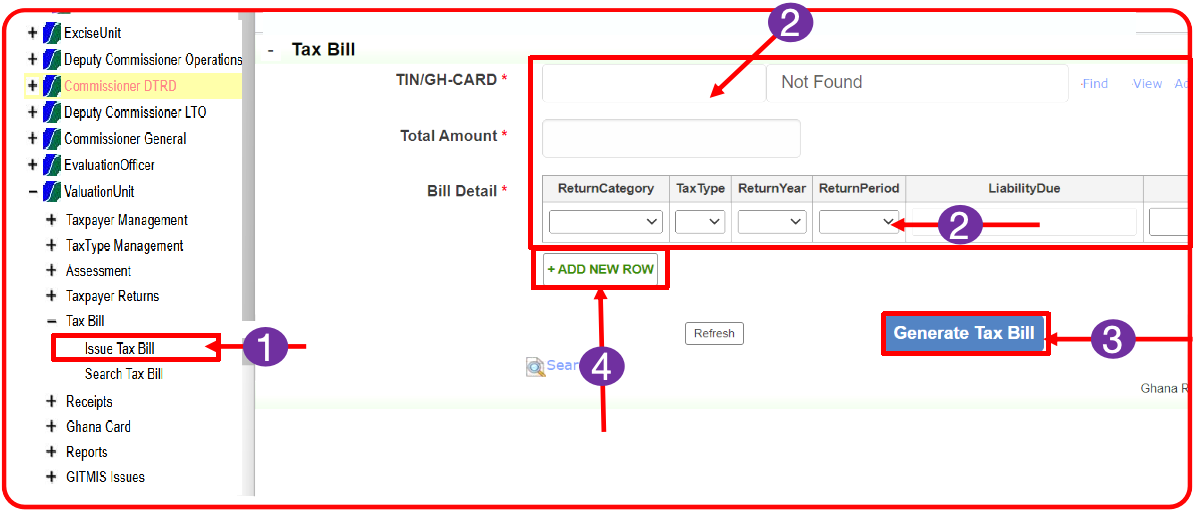 ExciseUnit
Deputy Commissioner Operations
Commissioner DTRD
Deputy Commissioner LTO
Commissioner General
EvaluationOfficer
ValuationUnit
Taxpayer Management
TaxType Management
Assessment
Taxpayer Returns
Tax Bill
Issue Tax Bill
Search Tax Bill
Receipts
Ghana Card
Reports
GITMIS Issues
1
- Tax Bill
2
TIN/GH-CARD * Not Found Find View Ad
Total Amount *
Bill Detail * ReturnCategory TaxType ReturnYear ReturnPeriod LiabilityDue
2
+ ADD NEW ROW
Refresh Generate Tax Bill 3
Sear 4
Ghana R